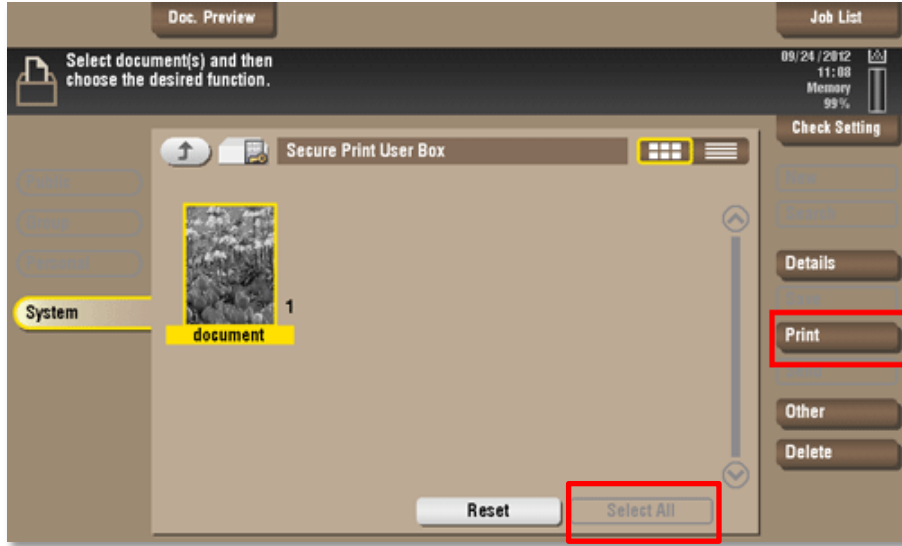 Doc. Preview
Job List
Select document(s) and then
choose the desired function.
09/24/2012
11:08
Memory
99%
Check Setting
Secure Print User Box
Details
System
1
document
Print
Other
Delete
Reset
Select All